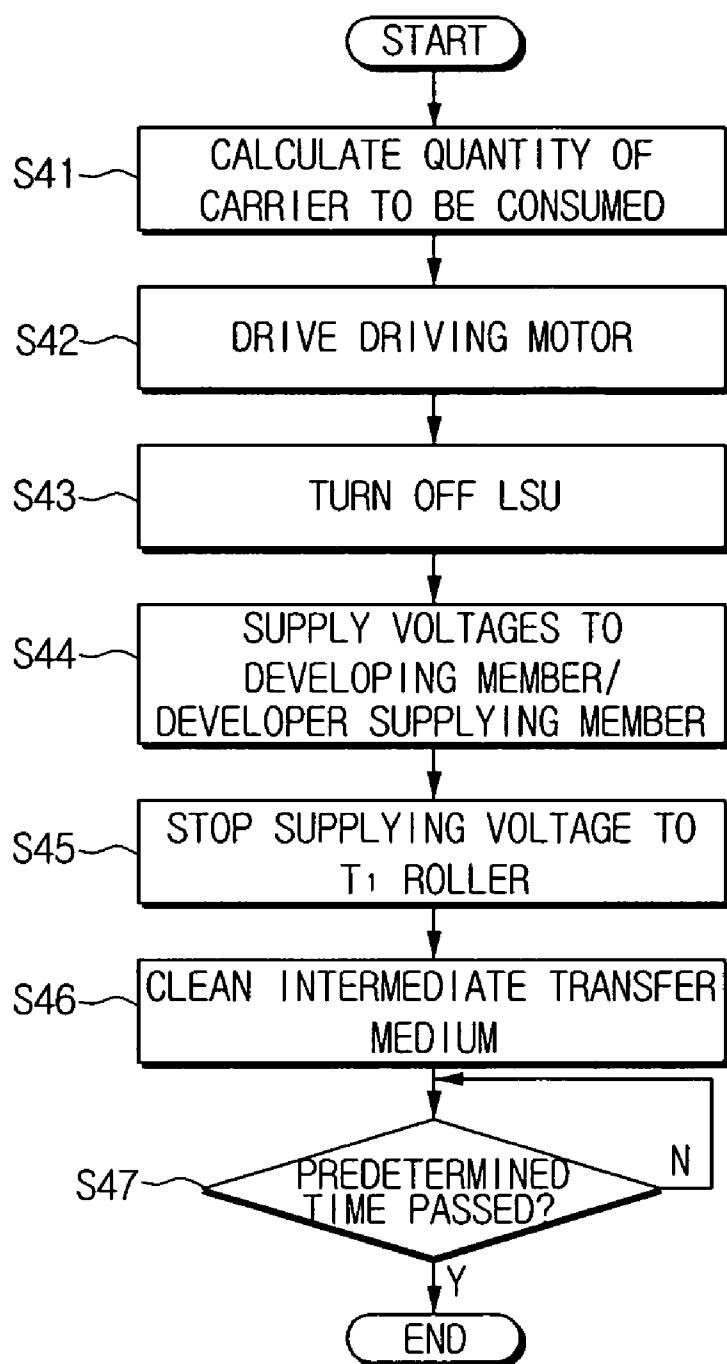 START
S41
CALCULATE QUANTITY OF
CARRIER TO BE CONSUMED
S42
DRIVE DRIVING MOTOR
S43
TURN OFF LSU
S44
SUPPLY VOLTAGES TO
DEVELOPING MEMBER/
DEVELOPER SUPPLYING MEMBER
S45
STOP SUPPLYING VOLTAGE TO
T1 ROLLER
S46
CLEAN INTERMEDIATE TRANSFER
MEDIUM
S47
PREDETERMINED
TIME PASSED?
N
Y
END